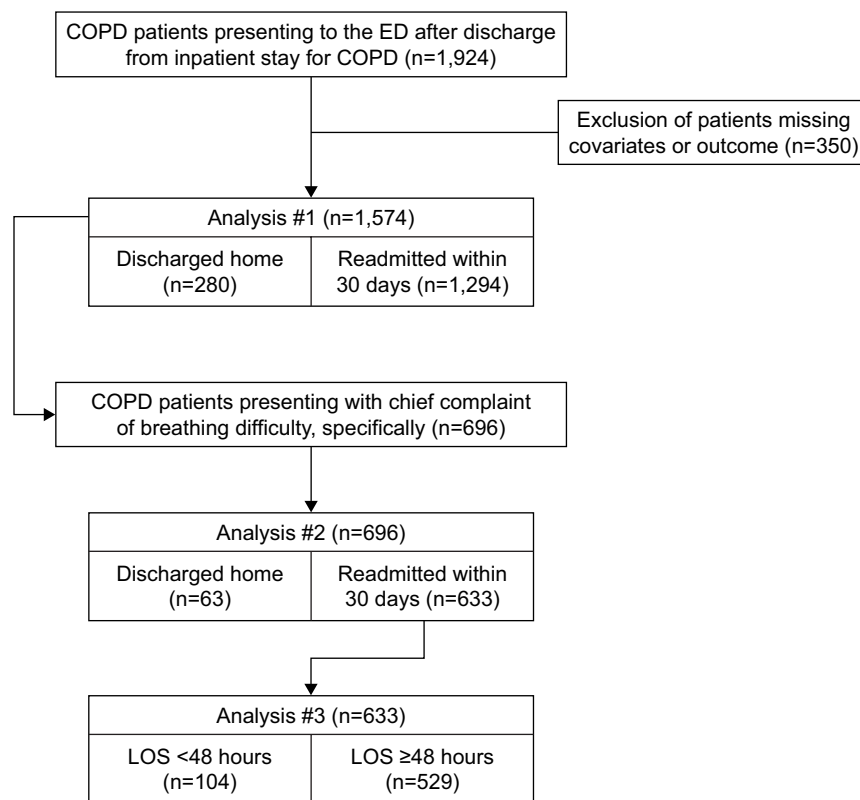 COPD patients presenting to the ED after discharge
from inpatient stay for COPD (n=1,924)
Exclusion of patients missing
covariates or outcome (n=350)
Analysis #1 (n=1,574)
Discharged home
(n=280)
Readmitted within
30 days (n=1,294)
COPD patients presenting with chief complaint
of breathing difficulty, specifically (n=696)
Analysis #2 (n=696)
Discharged home
(n=63)
Readmitted within
30 days (n=633)
Analysis #3 (n=633)
LOS <48 hours
(n=104)
LOS ≥48 hours
(n=529)